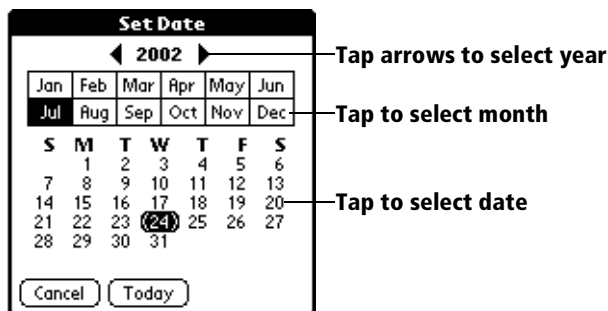 Set Date
2002
Tap arrows to select year
Jan Feb Mar Apr May Jun
Jul Aug Sep Oct Nov Dec
Tap to select month
S M T W T F S
1 2 3 4 5 6
7 8 9 10 11 12 13
14 15 16 17 18 19 20
Tap to select date
21 22 23 (24) 25 26 27
28 29 30 31
Cancel Today